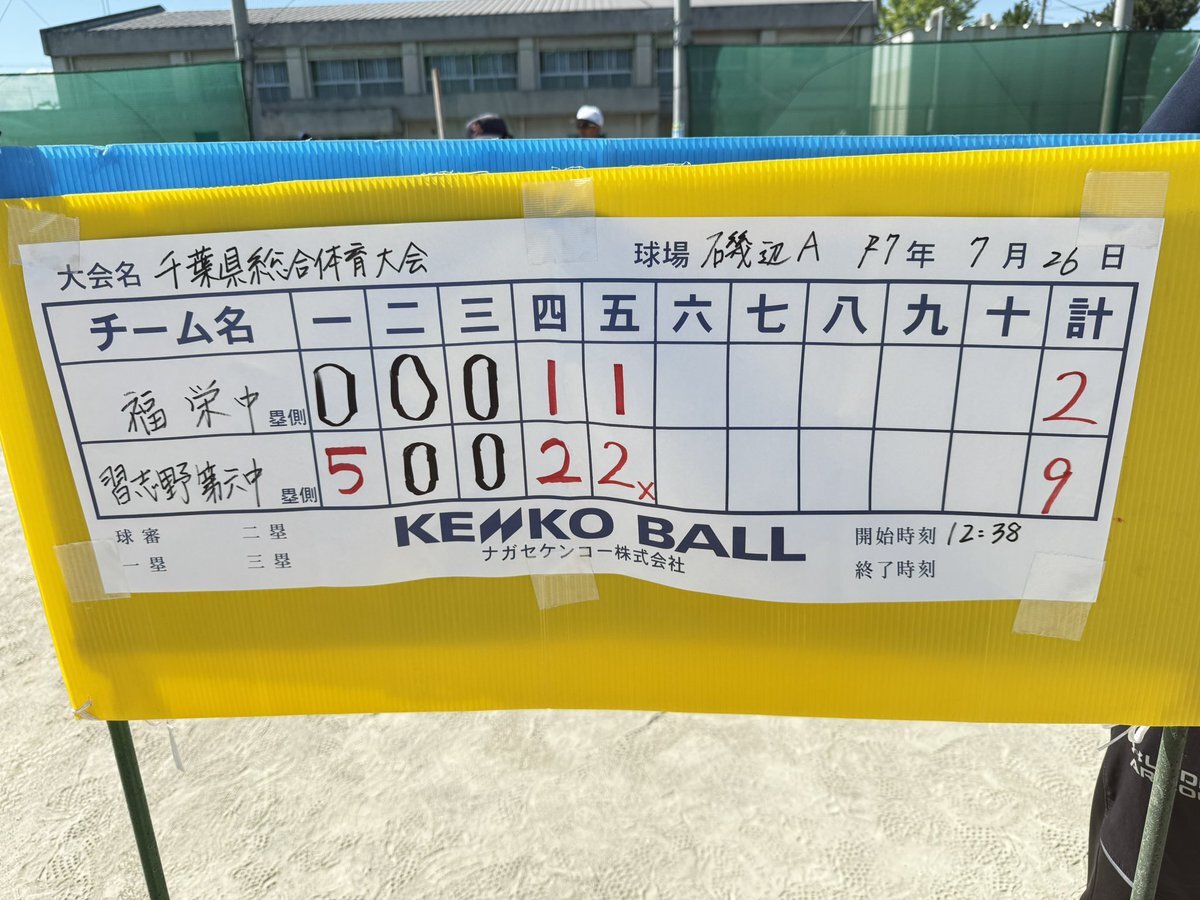 大会名 千葉県総合体育大会 球場 磯辺A R7年 7月26日
チーム名 一 二 三 四 五 六 七 八 九 十 計
福栄中 塁側 0 0 0 1 1 2
習志野第六中 塁側 5 0 0 2 2x 9
球審 二塁 KENKO BALL 開始時刻 12:38
一塁 三塁 ナガセケンコー株式会社 終了時刻